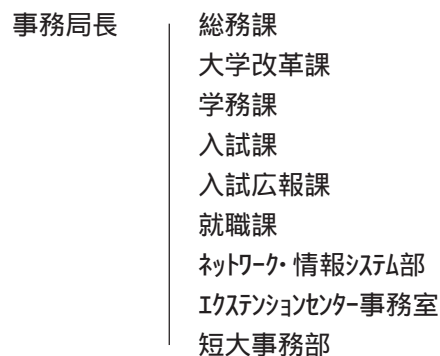 事務局長
総務課
大学改革課
学務課
入試課
入試広報課
就職課
ﾈｯﾄﾜｰｸ･情報ｼｽﾃﾑ部
ｴｸｽﾃﾝｼｮﾝｾﾝﾀｰ事務室
短大事務部